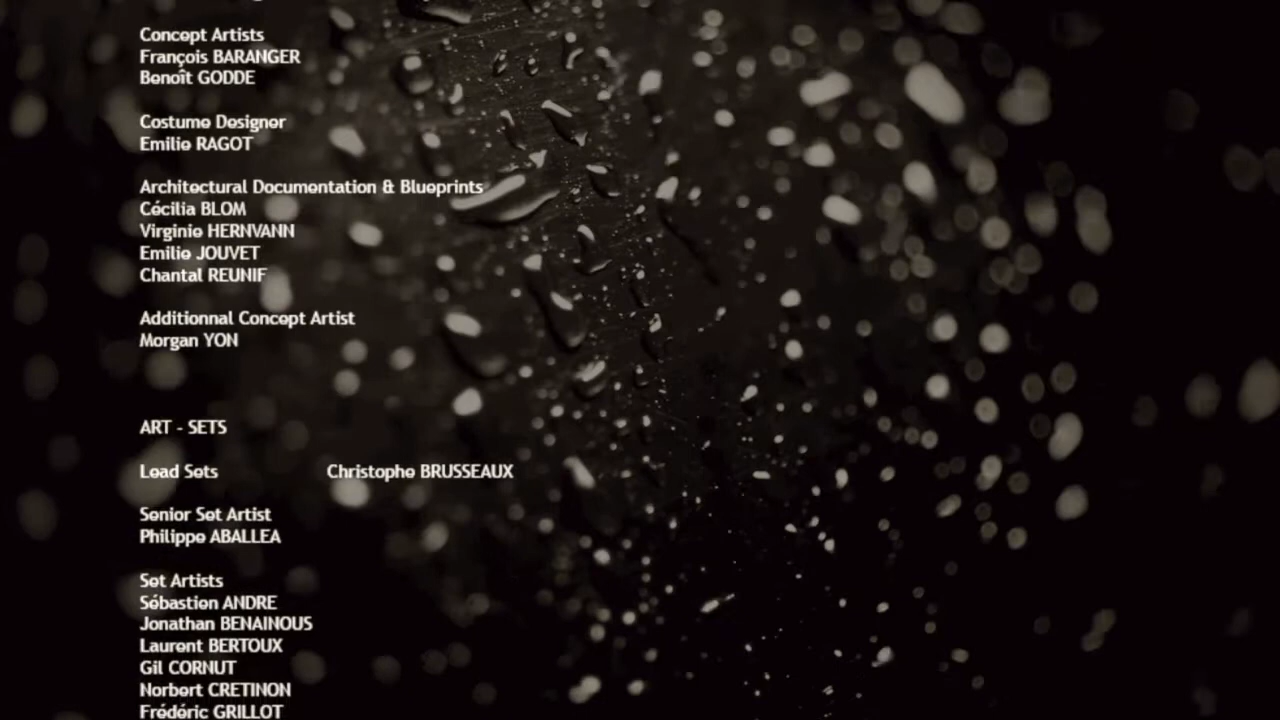 Concept Artists
François BARANGER
Benoît GODDE
Costume Designer
Emilie RAGOT
Architectural Documentation & Blueprints
Cécilia BLOM
Virginie HERNVANN
Emilie JOUVET
Chantal REUNIF
Additionnal Concept Artist
Morgan YON
ART - SETS
Lead Sets Christophe BRUSSEAUX
Senior Set Artist
Philippe ABALLEA
Set Artists
Sébastien ANDRE
Jonathan BENAINOUS
Laurent BERTOUX
Gil CORNUT
Norbert CRETINON
Frédéric GRILLOT